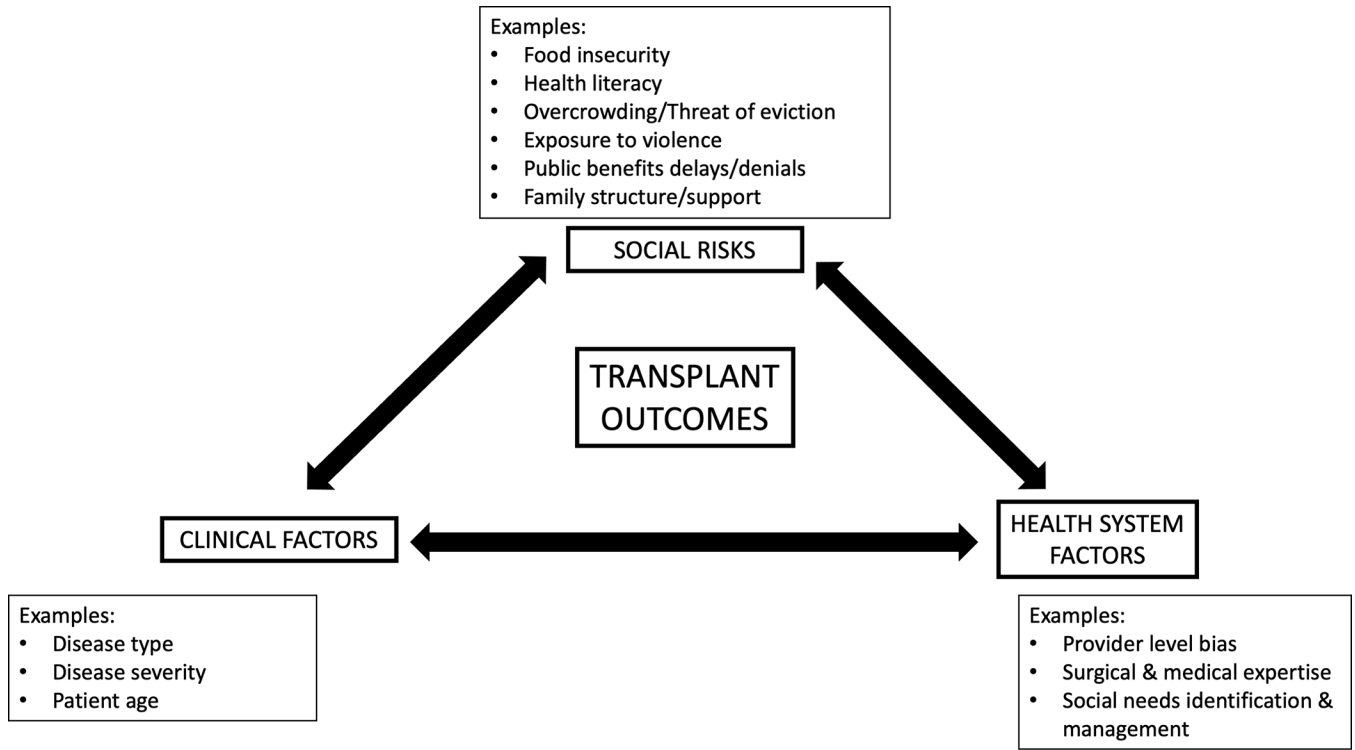 Examples:
• Food insecurity
• Health literacy
• Overcrowding/Threat of eviction
• Exposure to violence
• Public benefits delays/denials
• Family structure/support
SOCIAL RISKS
TRANSPLANT
OUTCOMES
CLINICAL FACTORS
HEALTH SYSTEM
FACTORS
Examples:
• Disease type
• Disease severity
• Patient age
Examples:
• Provider level bias
• Surgical & medical expertise
• Social needs identification &
management